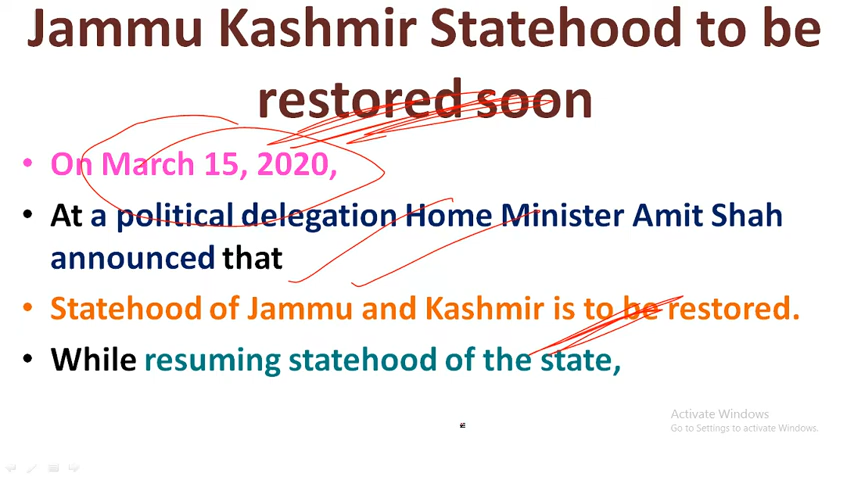 Jammu Kashmir Statehood to be
restored soon
• On March 15, 2020,
• At a political delegation Home Minister Amit Shah
announced that
• Statehood of Jammu and Kashmir is to be restored.
• While resuming statehood of the state,
Activate Windows
Go to Settings to activate Windows.